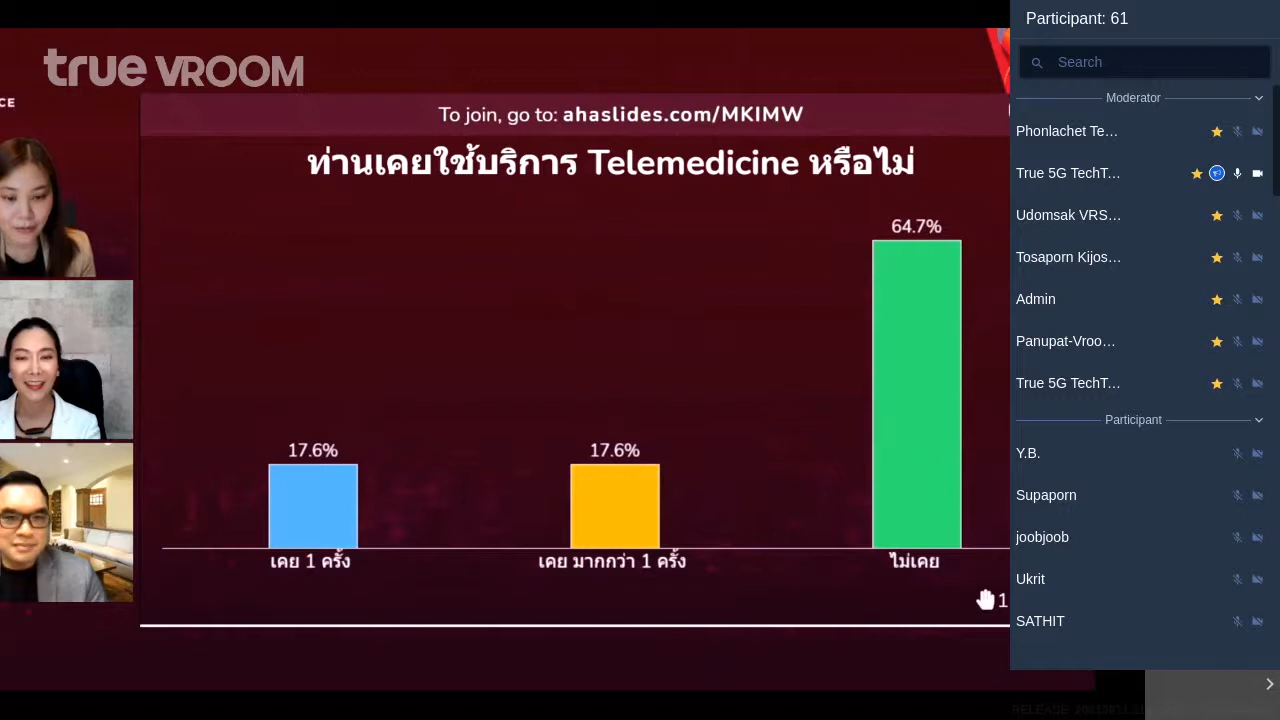 Participant: 61
true VROOM
Search
CE
Moderator
To join, go to: ahaslides.com/MKIMW
Phonlachet Te...
ท่านเคยใช้บริการ Telemedicine หรือไม่
True 5G TechT...
Udomsak VRS...
64.7%
Tosaporn Kijos...
Admin
Panupat-Vroo...
True 5G TechT...
Participant
17.6%
17.6%
Y.B.
Supaporn
joobjoob
เคย 1 ครั้ง
เคย มากกว่า 1 ครั้ง
ไม่เคย
Ukrit
1
SATHIT